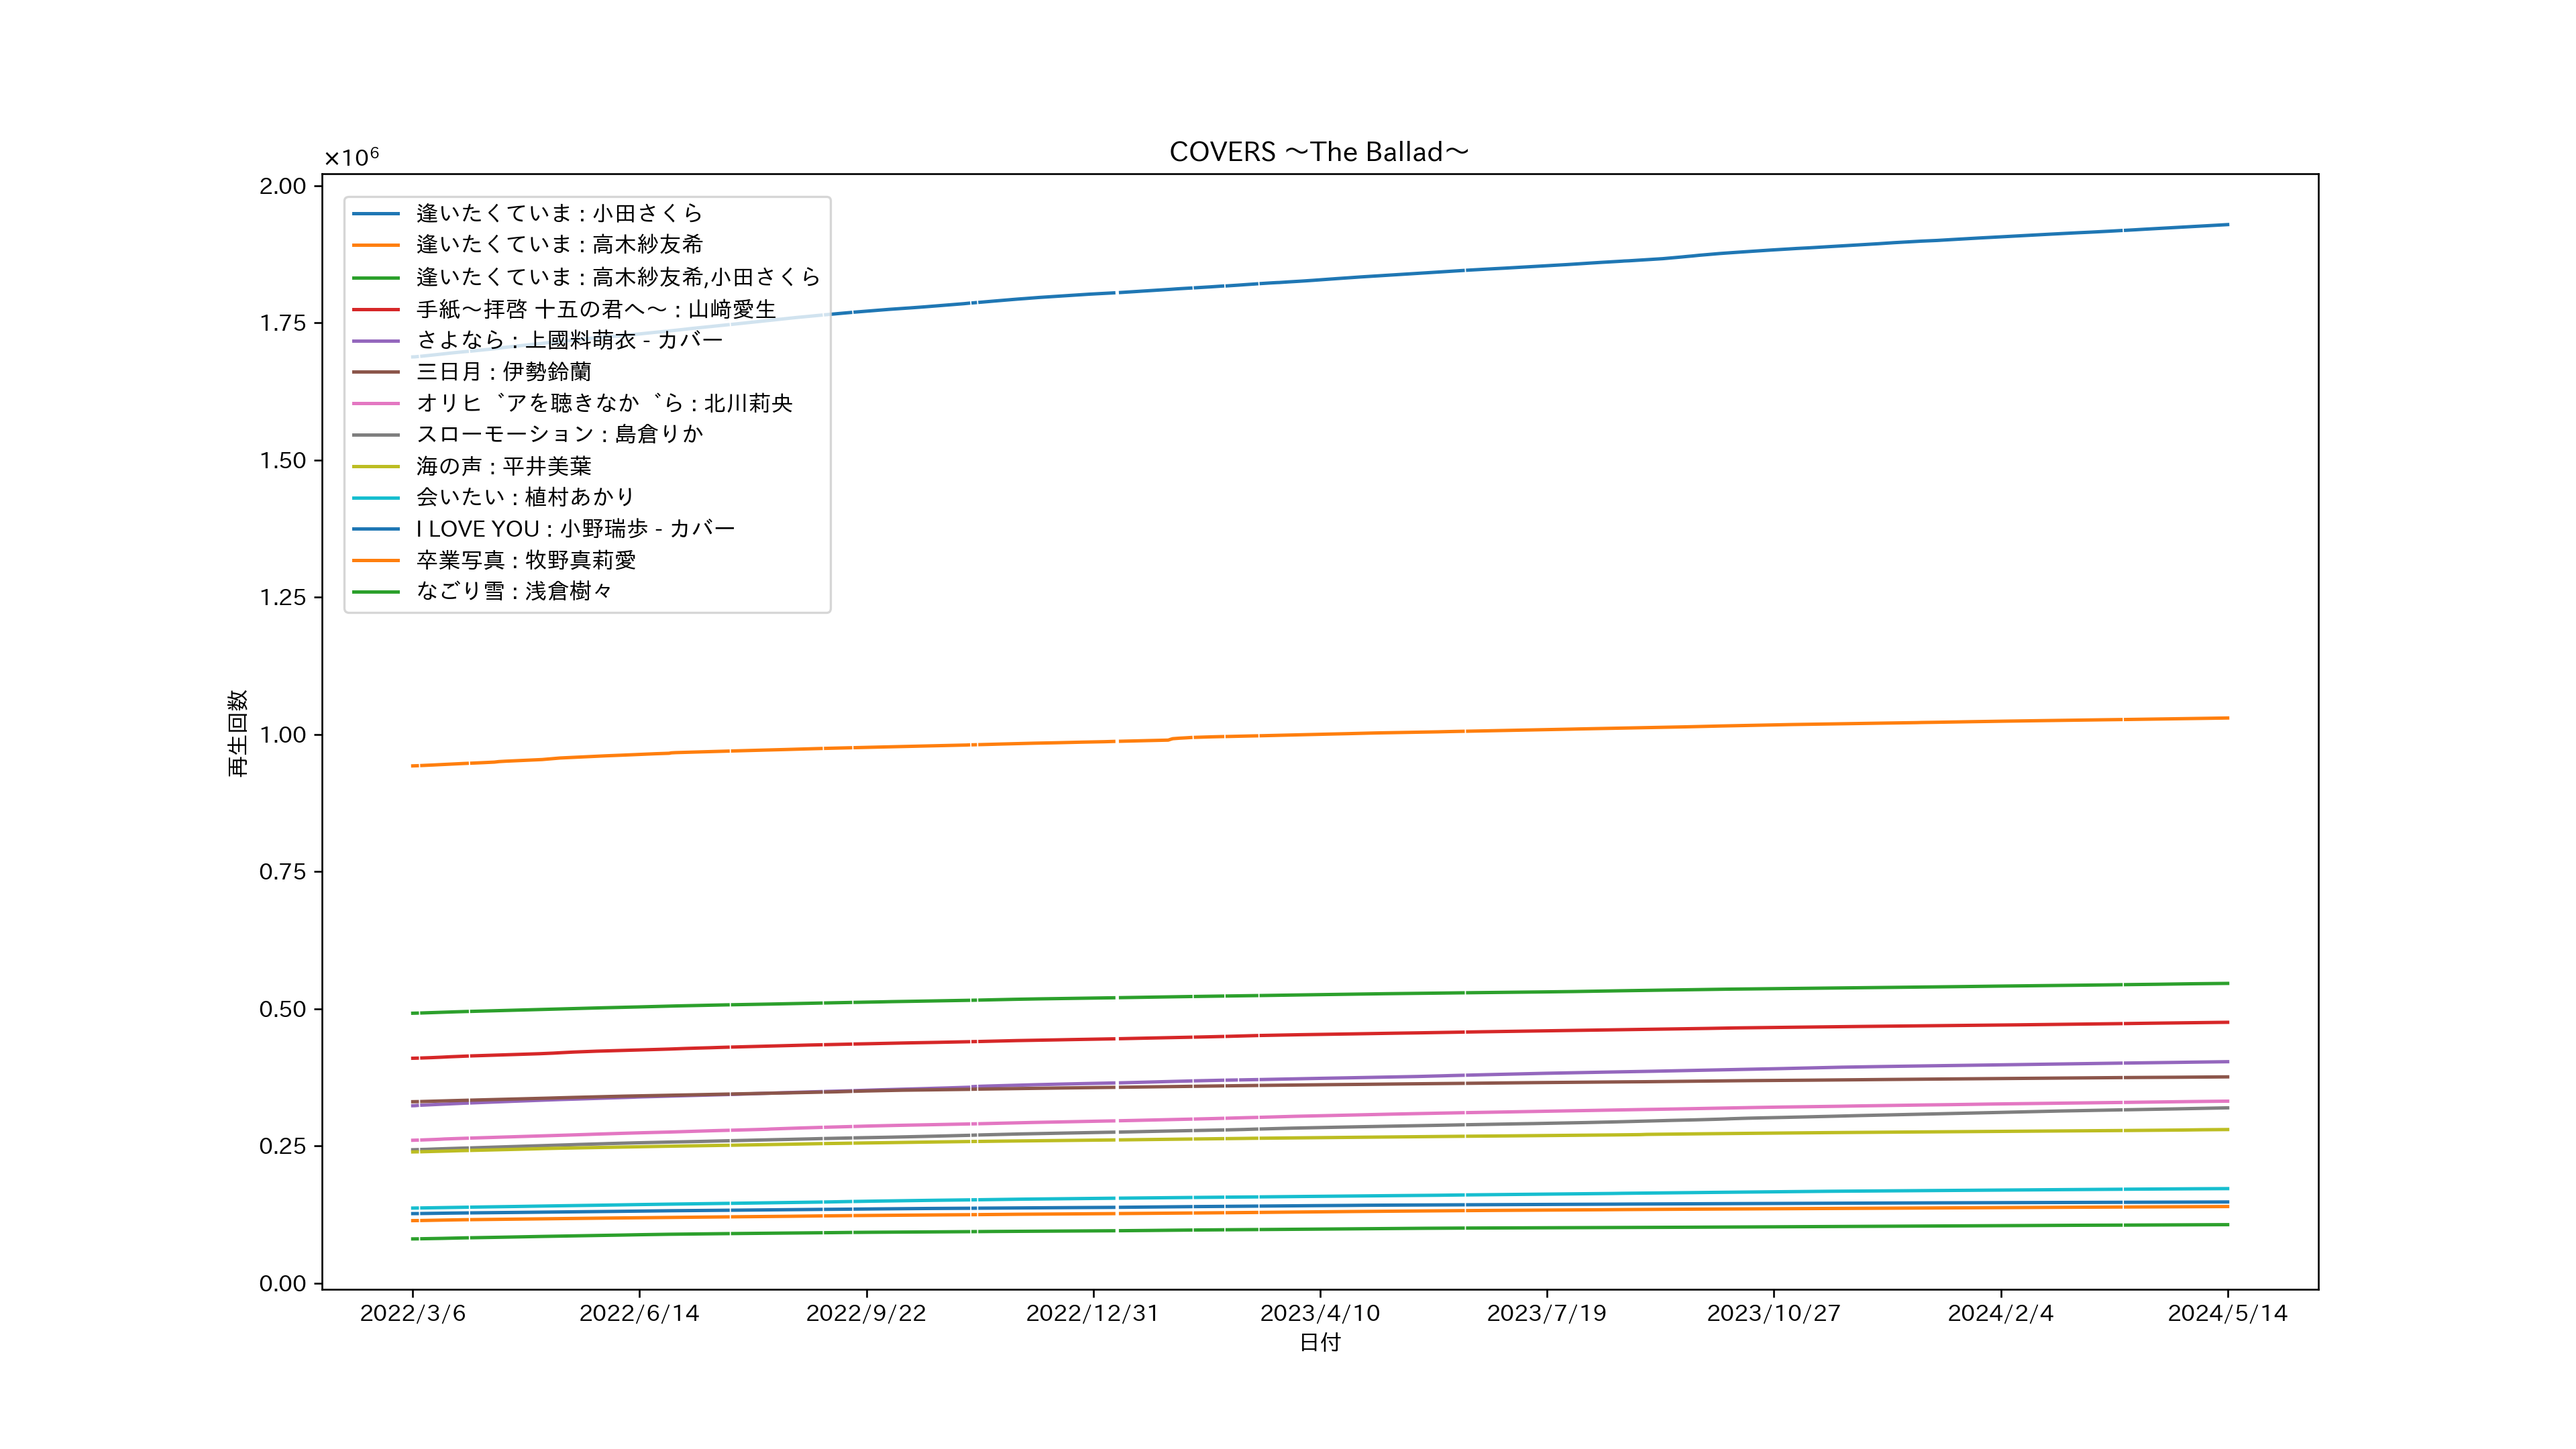 COVERS ～The Ballad～
×10⁶
2.00
1.75
1.50
1.25
1.00
0.75
0.50
0.25
0.00
再生回数
逢いたくていま : 小田さくら
逢いたくていま : 高木紗友希
逢いたくていま : 高木紗友希,小田さくら
手紙～拝啓 十五の君へ～ : 山﨑愛生
さよなら : 上國料萌衣 - カバー
三日月 : 伊勢鈴蘭
オリヒ゛アを聴きなか゛ら : 北川莉央
スローモーション : 島倉りか
海の声 : 平井美葉
会いたい : 植村あかり
I LOVE YOU : 小野瑞歩 - カバー
卒業写真 : 牧野真莉愛
なごり雪 : 浅倉樹々
2022/3/6 2022/6/14 2022/9/22 2022/12/31 2023/4/10 2023/7/19 2023/10/27 2024/2/4 2024/5/14
日付